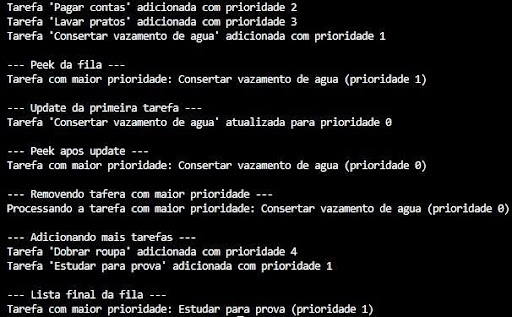 Tarefa 'Pagar contas' adicionada com prioridade 2
Tarefa 'Lavar pratos' adicionada com prioridade 3
Tarefa 'Consertar vazamento de agua' adicionada com prioridade 1
--- Peek da fila ---
Tarefa com maior prioridade: Consertar vazamento de agua (prioridade 1)
--- Update da primeira tarefa ---
Tarefa 'Consertar vazamento de agua' atualizada para prioridade 0
--- Peek apos update ---
Tarefa com maior prioridade: Consertar vazamento de agua (prioridade 0)
--- Removendo tafera com maior prioridade ---
Processando a tarefa com maior prioridade: Consertar vazamento de agua (prioridade 0)
--- Adicionando mais tarefas ---
Tarefa 'Dobrar roupa' adicionada com prioridade 4
Tarefa 'Estudar para prova' adicionada com prioridade 1
--- Lista final da fila ---
Tarefa com maior prioridade: Estudar para prova (prioridade 1)